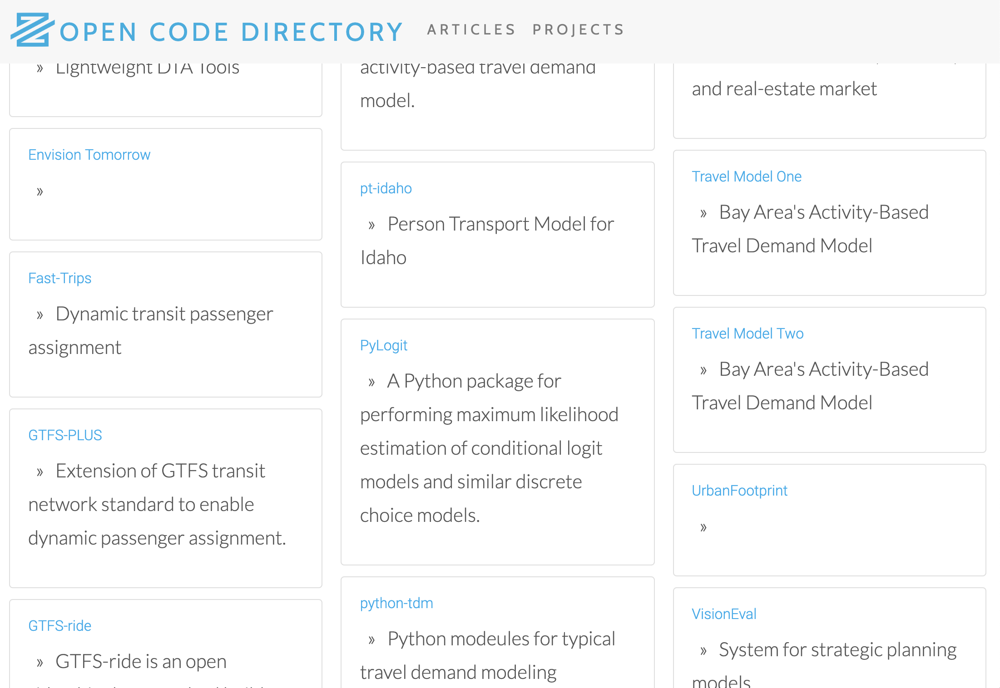 OPEN CODE DIRECTORY
ARTICLES PROJECTS
» Lightweight DTA Tools
Envision Tomorrow
»
Fast-Trips
» Dynamic transit passenger
assignment
GTFS-PLUS
» Extension of GTFS transit
network standard to enable
dynamic passenger assignment.
GTFS-ride
» GTFS-ride is an open
activity-based travel demand
model.
pt-idaho
» Person Transport Model for
Idaho
PyLogit
» A Python package for
performing maximum likelihood
estimation of conditional logit
models and similar discrete
choice models.
python-tdm
» Python modeules for typical
travel demand modeling
and real-estate market
Travel Model One
» Bay Area's Activity-Based
Travel Demand Model
Travel Model Two
» Bay Area's Activity-Based
Travel Demand Model
UrbanFootprint
»
VisionEval
» System for strategic planning
models